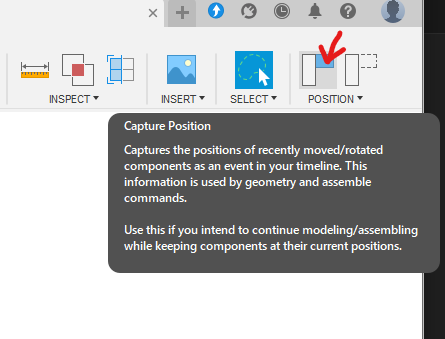 INSPECT
INSERT
SELECT
POSITION
Capture Position
Captures the positions of recently moved/rotated
components as an event in your timeline. This
information is used by geometry and assemble
commands.
Use this if you intend to continue modeling/assembling
while keeping components at their current positions.